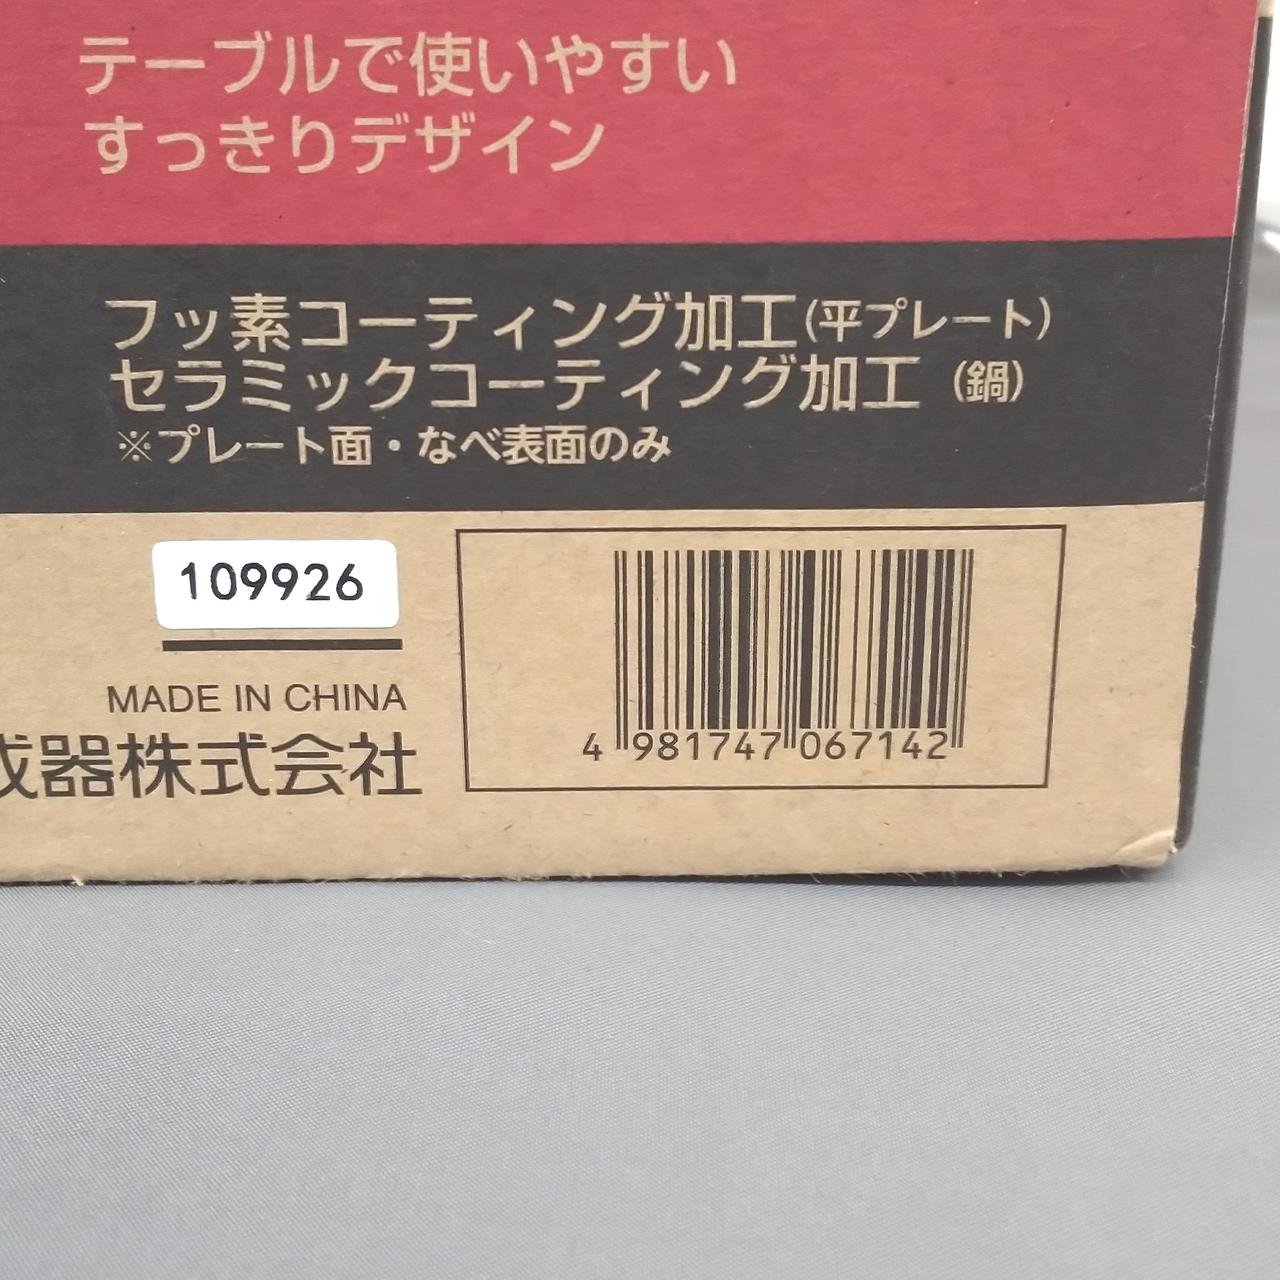 テーブルで使いやすい
すっきりデザイン
フッ素コーティング加工(平プレート)
セラミックコーティング加工 (鍋)
※プレート面・なべ表面のみ
109926
MADE IN CHINA
成器株式会社
4 981747 067142